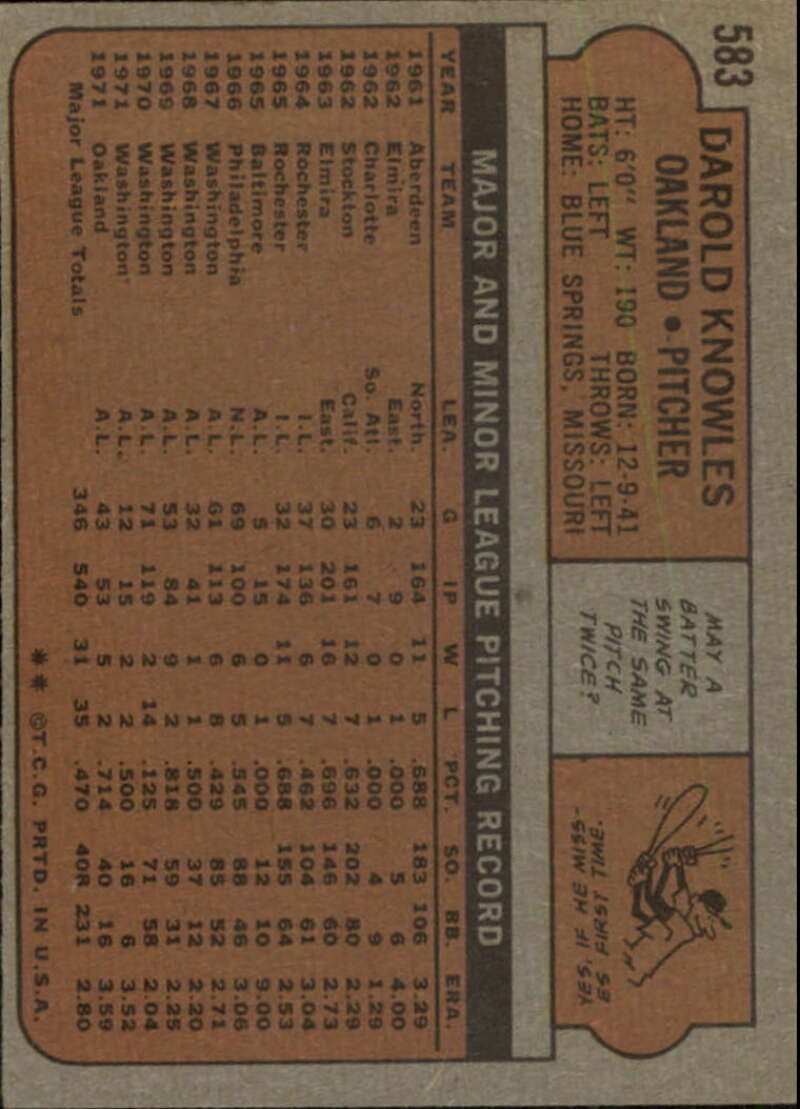 583
DAROLD KNOWLES
OAKLAND • PITCHER
HT: 6'0" WT: 190 BORN: 12-9-41
BATS: LEFT THROWS: LEFT
HOME: BLUE SPRINGS, MISSOURI
MAY A
BATTER
SWING AT
THE SAME
PITCH
TWICE?
YES, IF HE MISS-
ES FIRST TIME.
MAJOR AND MINOR LEAGUE PITCHING RECORD
YEAR TEAM LEA. G IP W L PCT. SO. BB. ERA.
1961 Aberdeen North. 23 164 11 5 .688 183 106 3.29
1962 Elmira East. 2 9 0 1 .000 5 6 4.00
1962 Charlotte So. Atl. 6 7 0 1 .000 4 9 1.29
1962 Stockton Calif. 23 161 12 7 .632 202 80 2.29
1963 Elmira East. 30 201 16 7 .696 146 60 2.73
1964 Rochester I.L. 37 136 6 7 .462 104 61 3.04
1965 Rochester I.L. 32 174 11 5 .688 155 64 2.53
1965 Baltimore A.L. 5 15 0 1 .000 12 10 9.00
1966 Philadelphia N.L. 69 100 6 5 .545 88 46 3.06
1967 Washington A.L. 61 113 6 8 .429 85 52 2.71
1968 Washington A.L. 32 41 1 1 .500 37 12 2.20
1969 Washington A.L. 53 84 9 2 .818 59 31 2.25
1970 Washington A.L. 71 119 2 14 .125 71 58 2.04
1971 Washington A.L. 12 15 2 2 .500 16 6 3.52
1971 Oakland A.L. 43 53 5 2 .714 40 16 3.59
Major League Totals 346 540 31 35 .470 408 231 2.80
** ©T.C.G. PRTD. IN U.S.A.